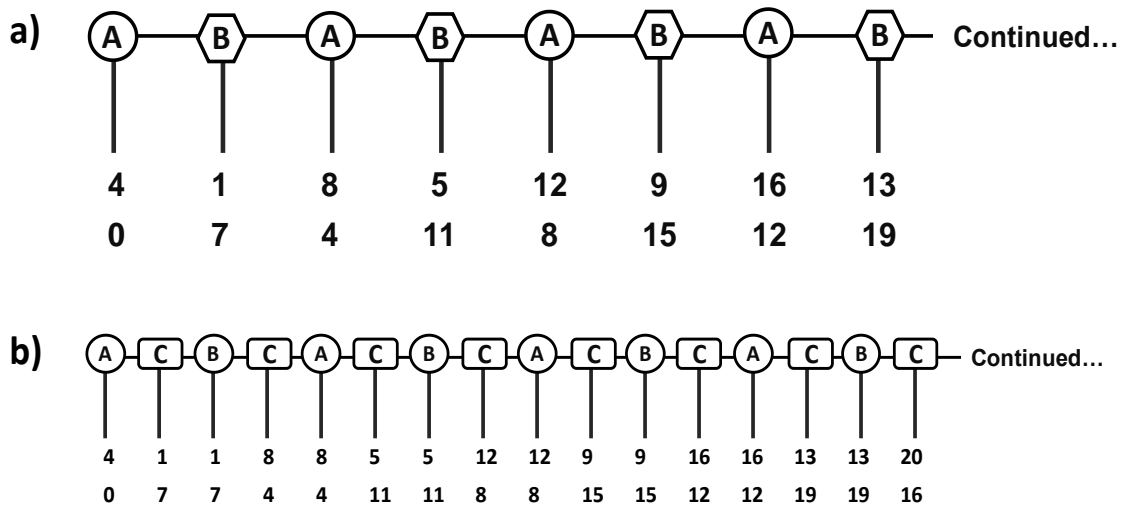 a) A B A B A B A B Continued...
4 1 8 5 12 9 16 13
0 7 4 11 8 15 12 19
b) A C B C A C B C A C B C A C B C Continued...
4 1 1 8 8 5 5 12 12 9 9 16 16 13 13 20
0 7 7 4 4 11 11 8 8 15 15 12 12 19 19 16